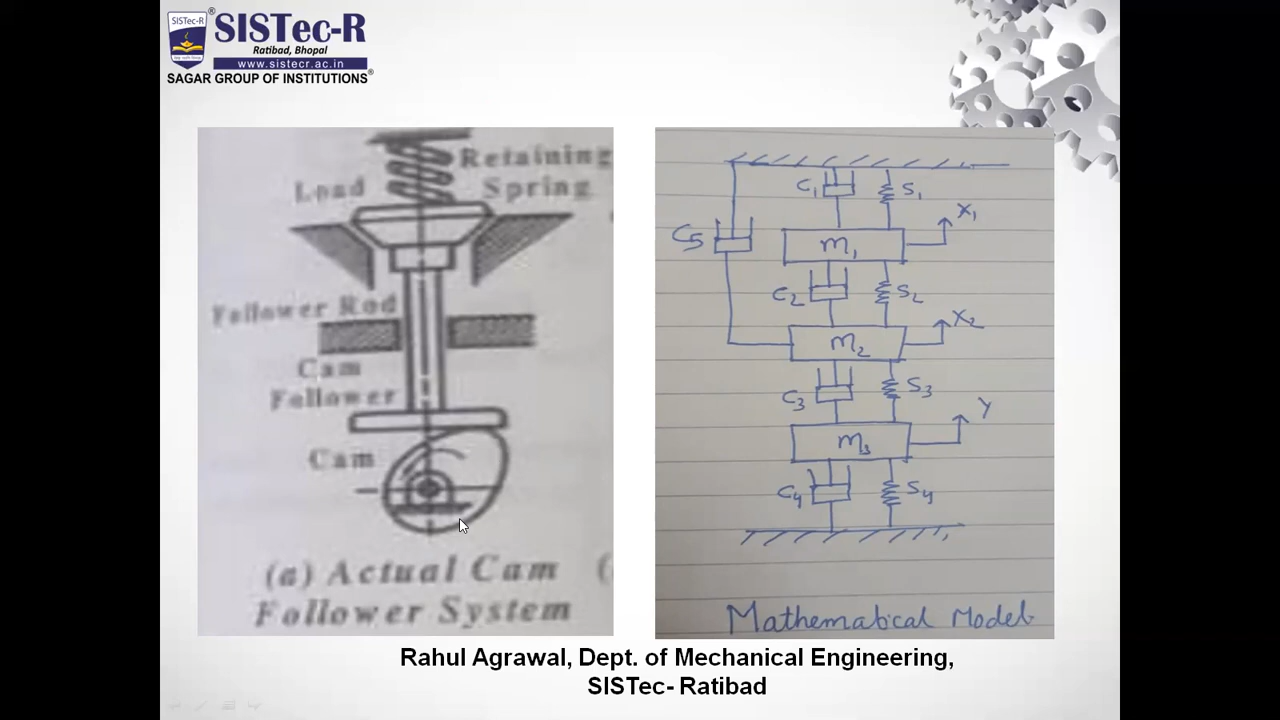 SISTec-R
®
SISTec-R
Ratibad, Bhopal
www.sistecr.ac.in
SAGAR GROUP OF INSTITUTIONS®
Retaining
Spring
Load
Follower Rod
Cam
Follower
Cam
(a) Actual Cam (
Follower System
C1
S1
X1
C5
m1
C2
S2
X2
m2
C3
S3
Y
m3
C4
S4
Mathematical Model
Rahul Agrawal, Dept. of Mechanical Engineering,
SISTec- Ratibad